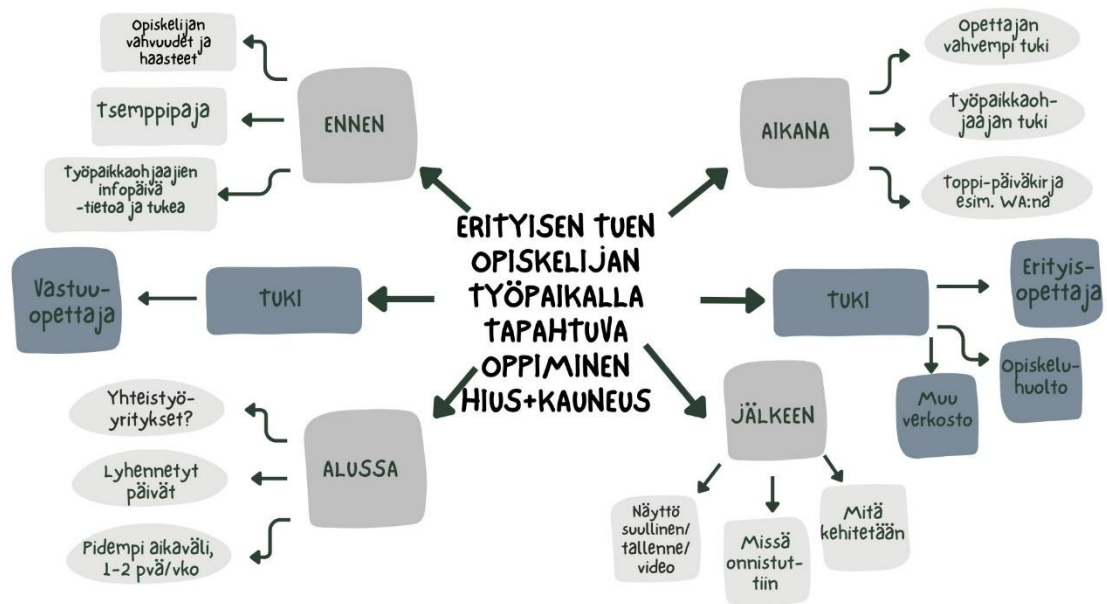 Opiskelijan
vahvuudet ja
haasteet
Tsemppipaja
Työpaikkaohjaajien
infopäivä
-tietoa ja tukea
ENNEN
AIKANA
Opettajan
vahvempi tuki
Työpaikkaoh-
jaajan tuki
Toppi-päiväkirja
esim. WA:na
ERITYISEN TUEN
OPISKELIJAN
TYÖPAIKALLA
TAPAHTUVA
OPPIMINEN
HIUS+KAUNEUS
Vastuu-
opettaja
TUKI
TUKI
Erityis-
opettaja
Opiskelu-
huolto
Muu
verkosto
Yhteistyö-
yritykset?
Lyhennetyt
päivät
Pidempi aikaväli,
1-2 pvä/vko
ALUSSA
JÄLKEEN
Näyttö
suullinen/
tallenne/
video
Missä
onnistut-
tiin
Mitä
kehitetään